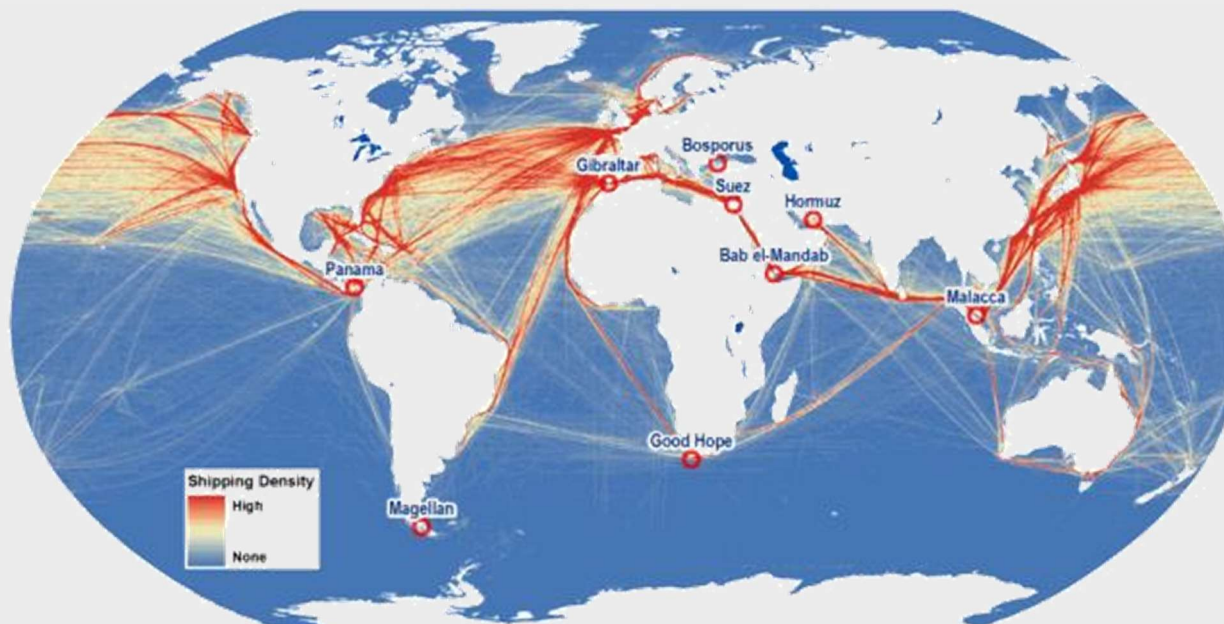 Bosporus
Gibraltar
Suez
Hormuz
Bab el-Mandab
Panama
Malacca
Good Hope
Shipping Density
High
None
Magellan